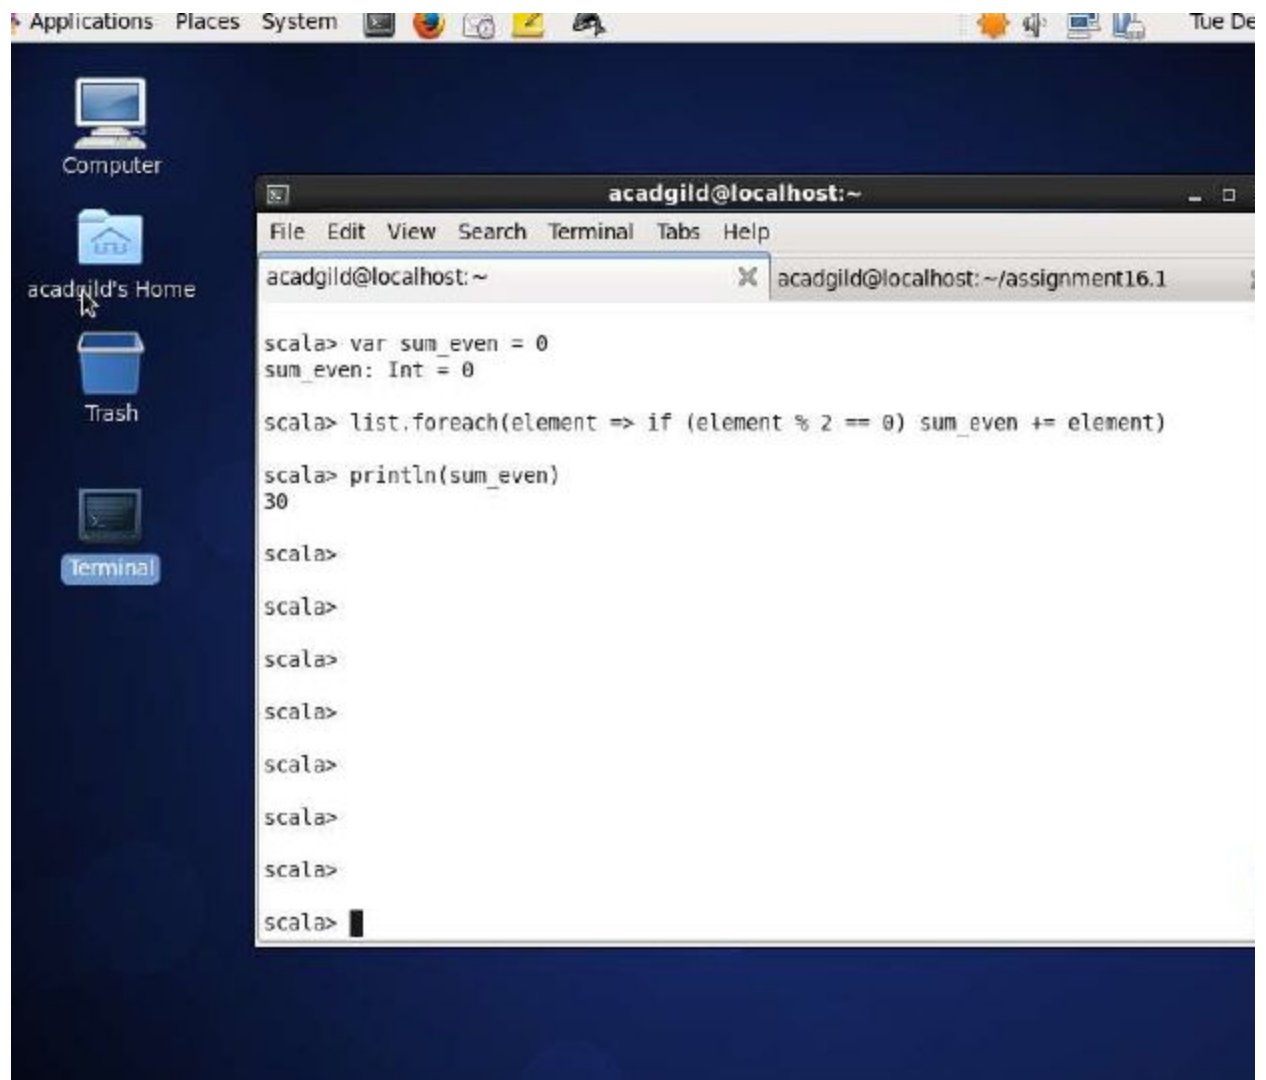 Applications Places System Tue De
Computer
acadgild's Home
Trash
Terminal
acadgild@localhost:~
File Edit View Search Terminal Tabs Help
acadgild@localhost:~ acadgild@localhost:~/assignment16.1
scala> var sum_even = 0
sum_even: Int = 0
scala> list.foreach(element => if (element % 2 == 0) sum_even += element)
scala> println(sum_even)
30
scala>
scala>
scala>
scala>
scala>
scala>
scala>
scala>